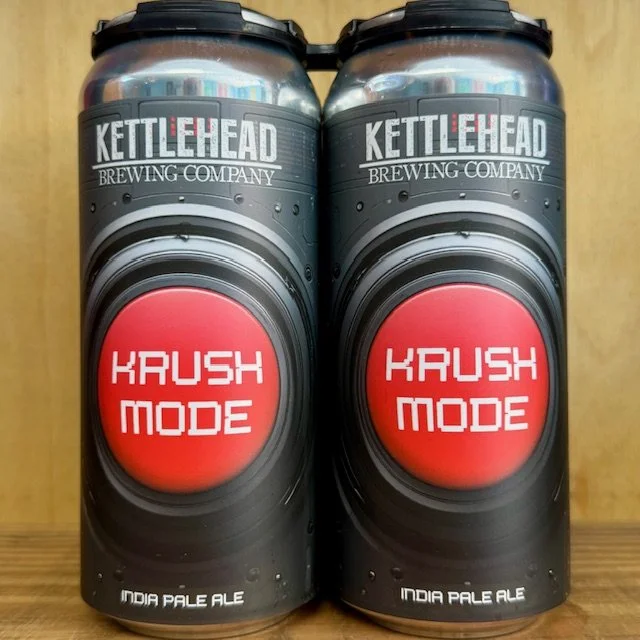 KETTLEHEAD
BREWING COMPANY
KRUSH
MODE
INDIA PALE ALE
KETTLEHEAD
BREWING COMPANY
KRUSH
MODE
INDIA PALE ALE